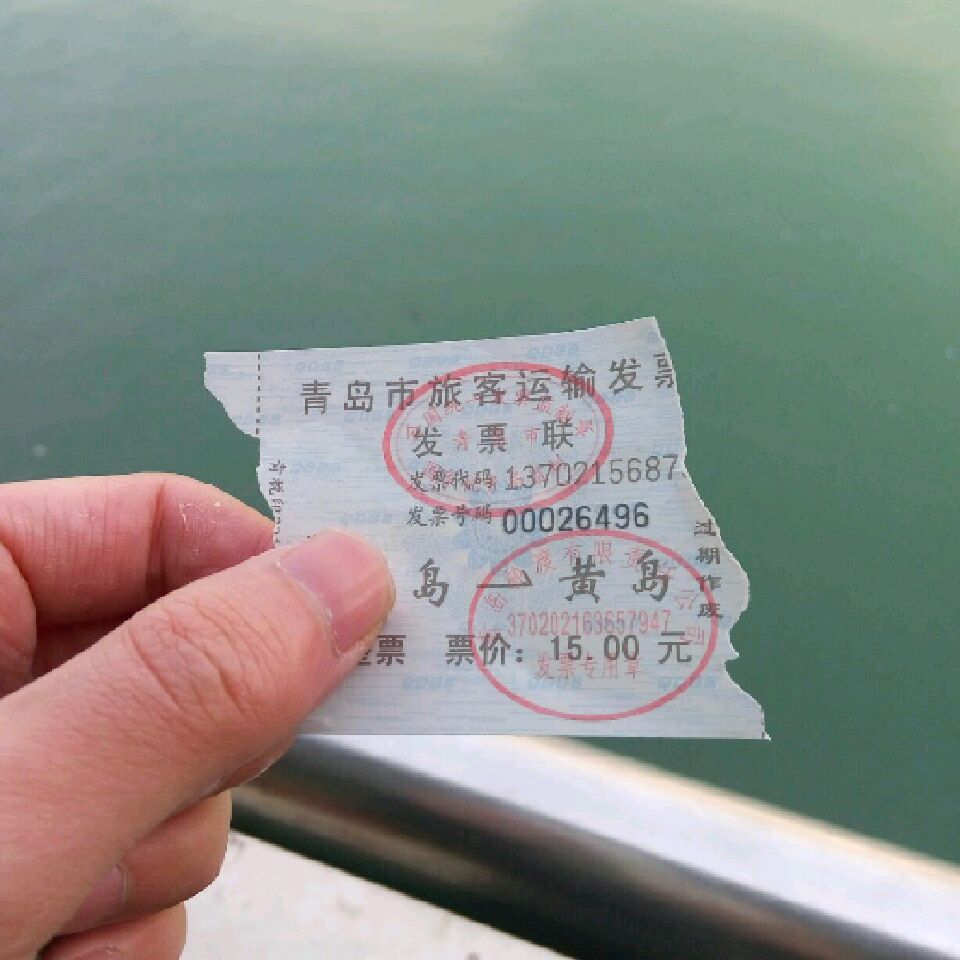 青岛市旅客运输发票
发票联
发票代码 1370215687
发票号码 00026496
岛 — 黄岛
票 票价: 15.00 元
过期作废
370202163657947
发票专用章